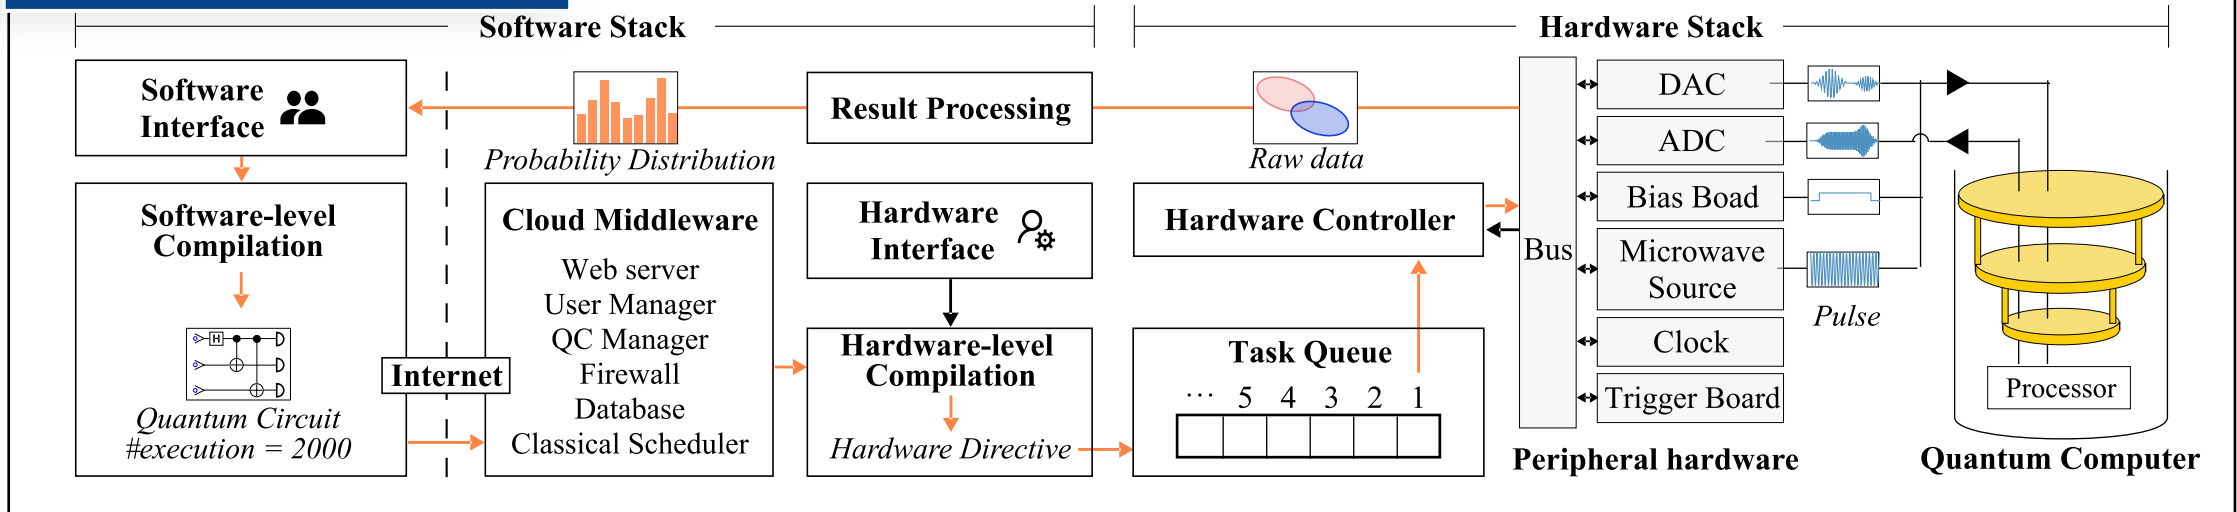 Software Stack
Hardware Stack
Software
Interface
Probability Distribution
Result Processing
Raw data
Software-level
Compilation
H
Quantum Circuit
#execution = 2000
Internet
Cloud Middleware
Web server
User Manager
QC Manager
Firewall
Database
Classical Scheduler
Hardware
Interface
Hardware-level
Compilation
Hardware Directive
Hardware Controller
Task Queue
... 5 4 3 2 1
Bus
DAC
ADC
Bias Boad
Microwave
Source
Clock
Trigger Board
Peripheral hardware
Pulse
Processor
Quantum Computer